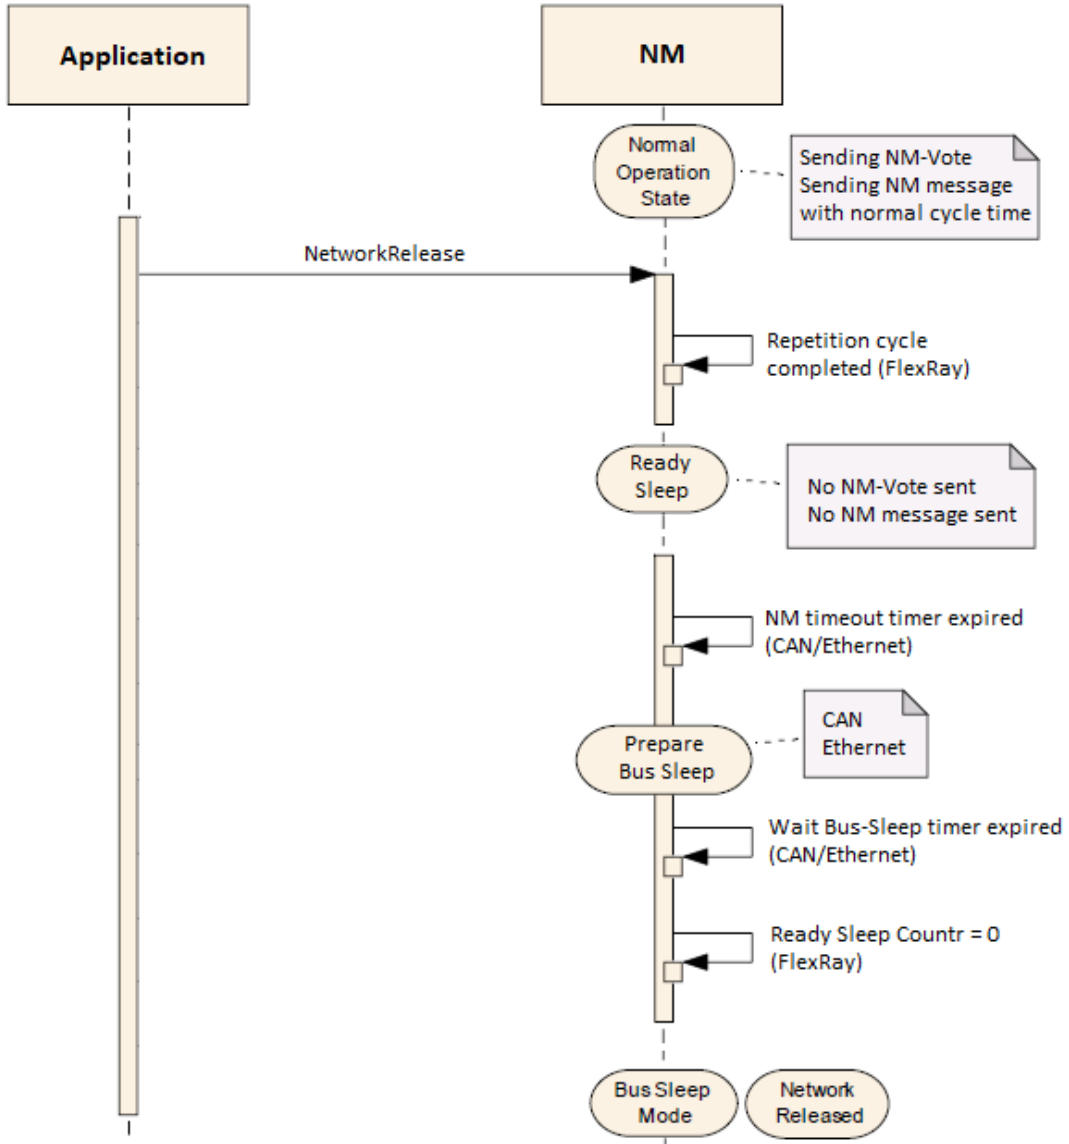 Application
NM
Normal
Operation
State
Sending NM-Vote
Sending NM message
with normal cycle time
NetworkRelease
Repetition cycle
completed (FlexRay)
Ready
Sleep
No NM-Vote sent
No NM message sent
NM timeout timer expired
(CAN/Ethernet)
Prepare
Bus Sleep
CAN
Ethernet
Wait Bus-Sleep timer expired
(CAN/Ethernet)
Ready Sleep Countr = 0
(FlexRay)
Bus Sleep
Mode
Network
Released